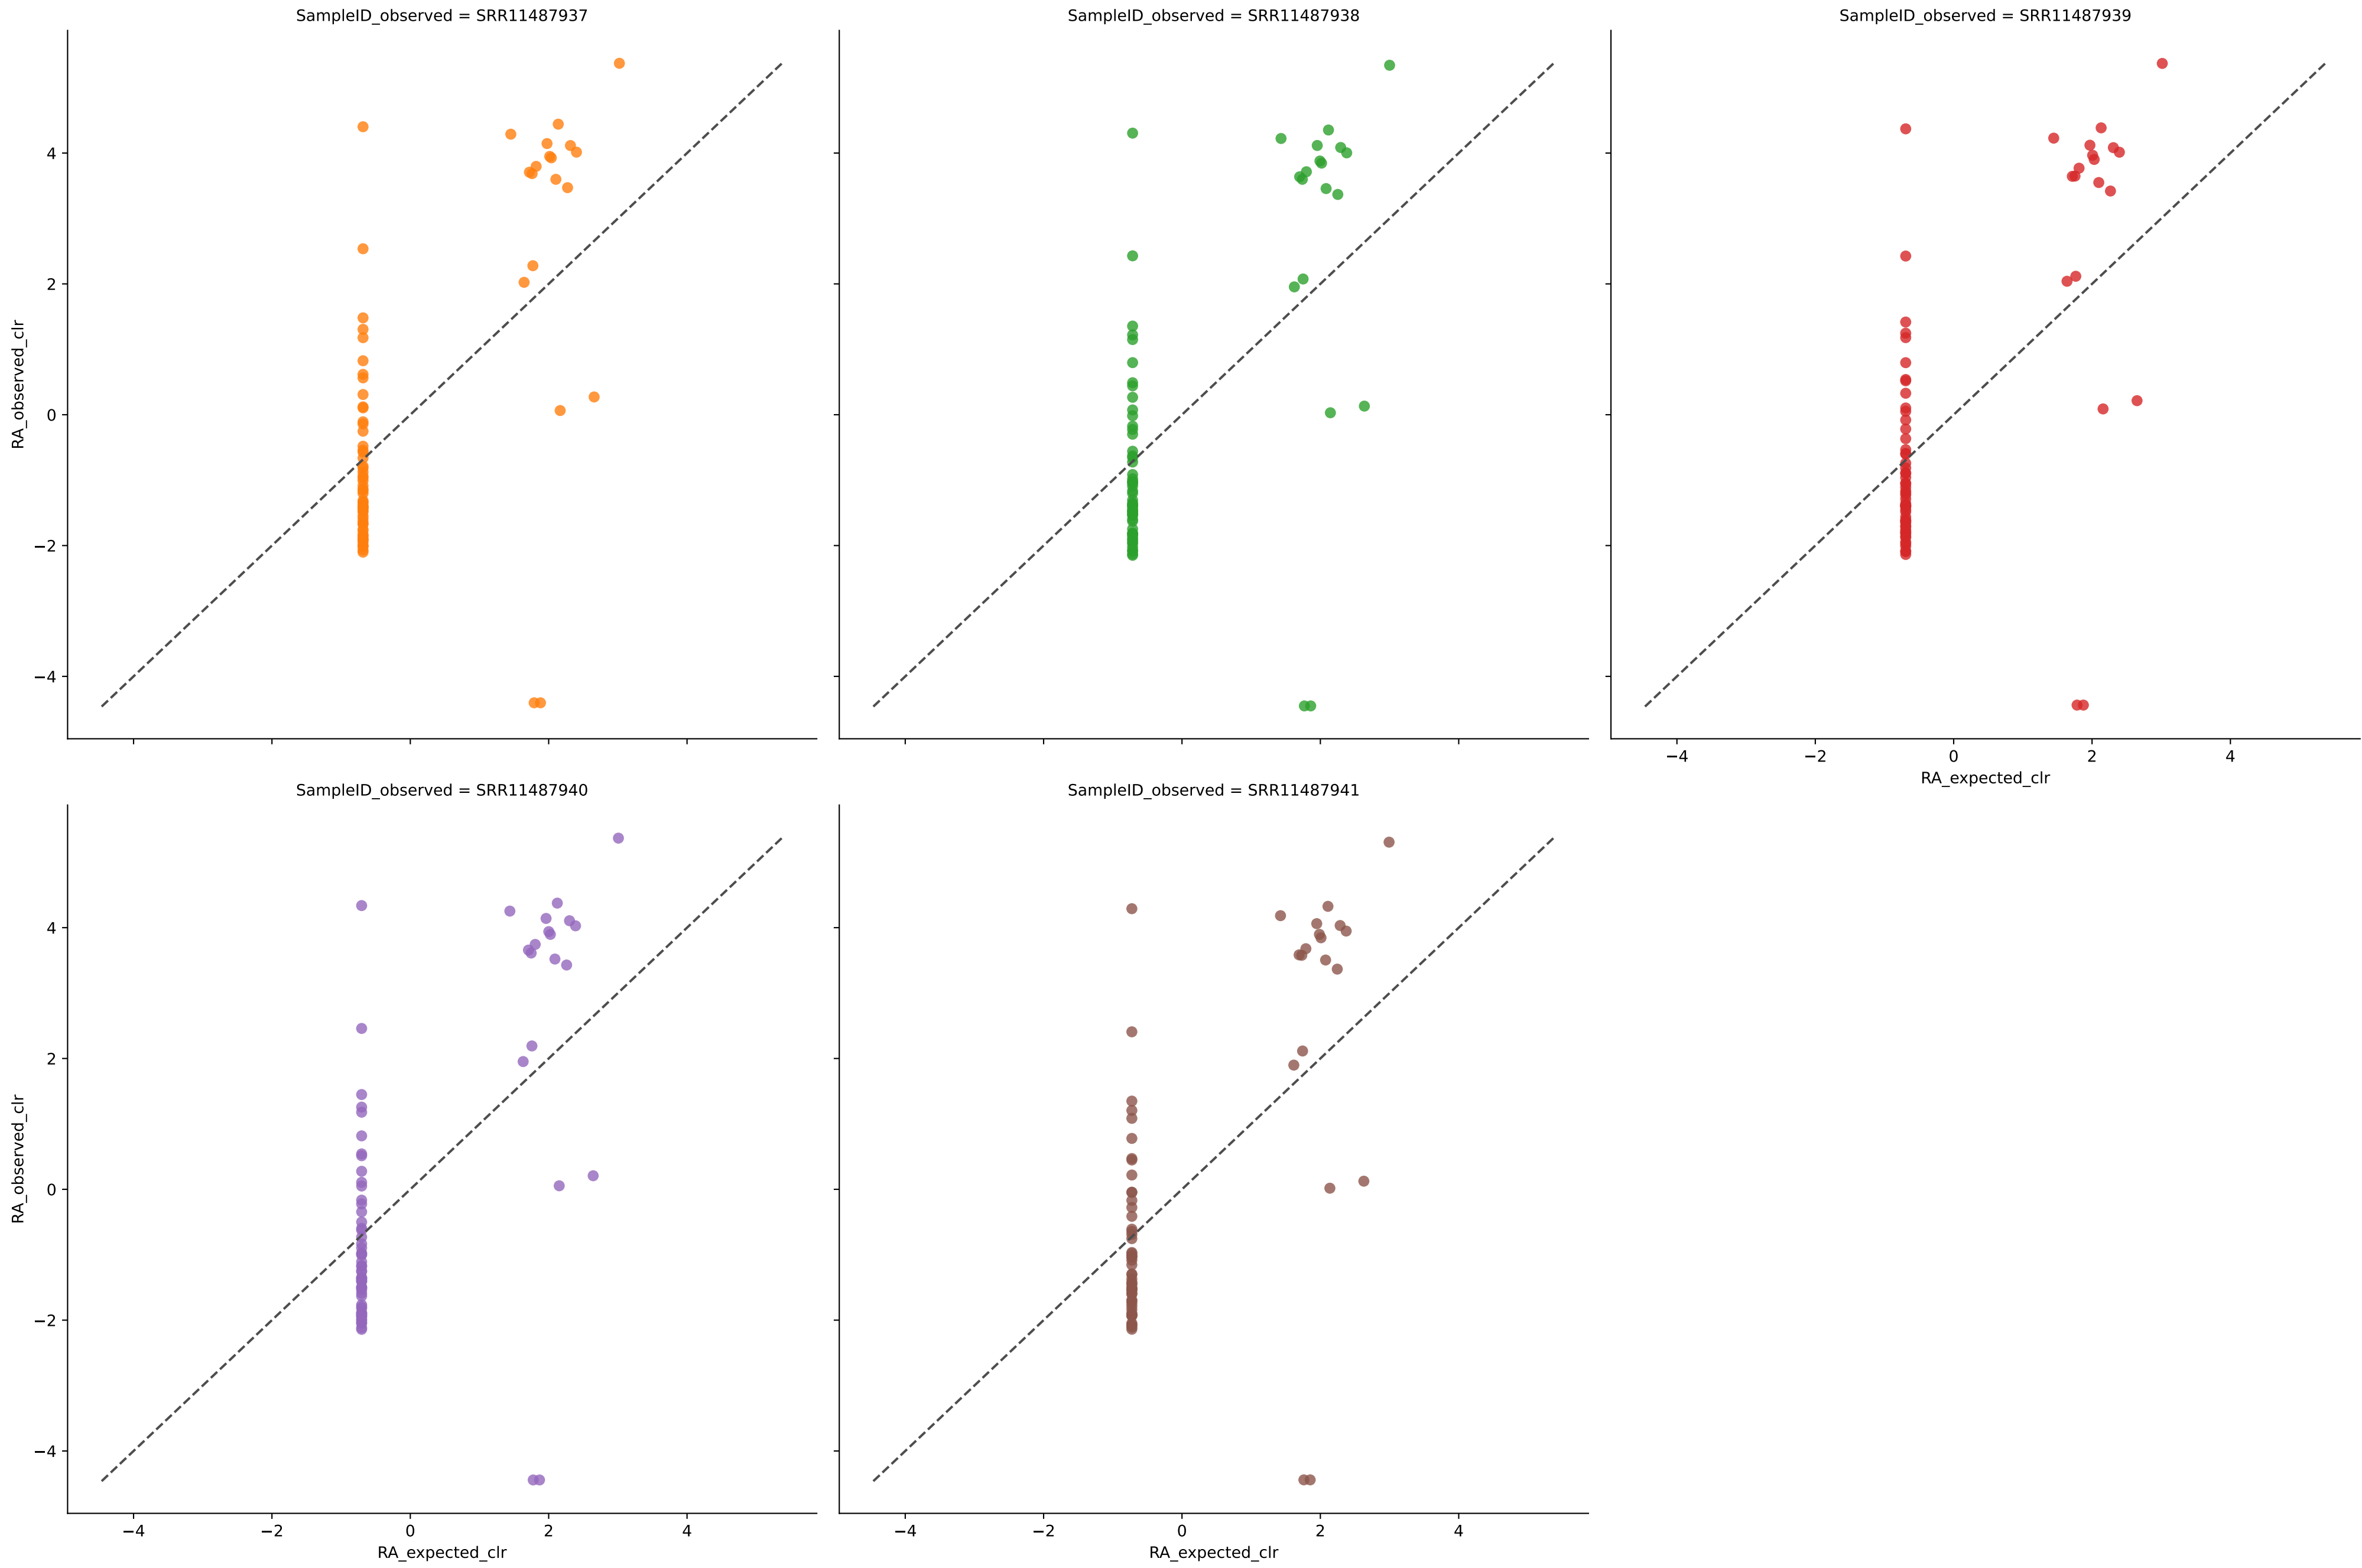 SampleID_observed = SRR11487937
SampleID_observed = SRR11487938
SampleID_observed = SRR11487939
4
2
0
−2
−4
RA_observed_clr
−4 −2 0 2 4
RA_expected_clr
SampleID_observed = SRR11487940
SampleID_observed = SRR11487941
4
2
0
−2
−4
RA_observed_clr
−4 −2 0 2 4
−4 −2 0 2 4
RA_expected_clr
RA_expected_clr